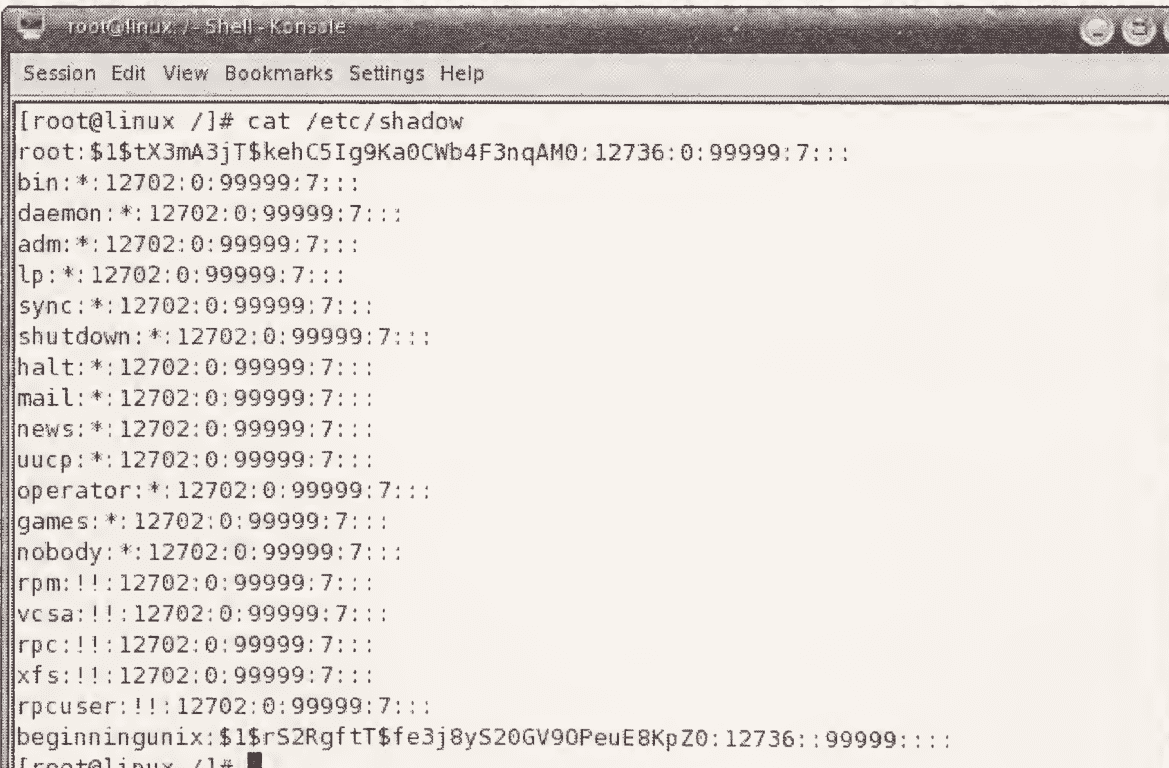 root@linux: /- Shell - Konsole
Session Edit View Bookmarks Settings Help
[root@linux /]# cat /etc/shadow
root:$1$tX3mA3jT$kehC5Ig9Ka0CWb4F3nqAM0:12736:0:99999:7:::
bin:*:12702:0:99999:7:::
daemon:*:12702:0:99999:7:::
adm:*:12702:0:99999:7:::
lp:*:12702:0:99999:7:::
sync:*:12702:0:99999:7:::
shutdown:*:12702:0:99999:7:::
halt:*:12702:0:99999:7:::
mail:*:12702:0:99999:7:::
news:*:12702:0:99999:7:::
uucp:*:12702:0:99999:7:::
operator:*:12702:0:99999:7:::
games:*:12702:0:99999:7:::
nobody:*:12702:0:99999:7:::
rpm:!!:12702:0:99999:7:::
vcsa:!!:12702:0:99999:7:::
rpc:!!:12702:0:99999:7:::
xfs:!!:12702:0:99999:7:::
rpcuser:!!:12702:0:99999:7:::
beginningunix:$1$rS2RgftT$fe3j8yS20GV9OPeuE8KpZ0:12736::99999::::
[root@linux /]#